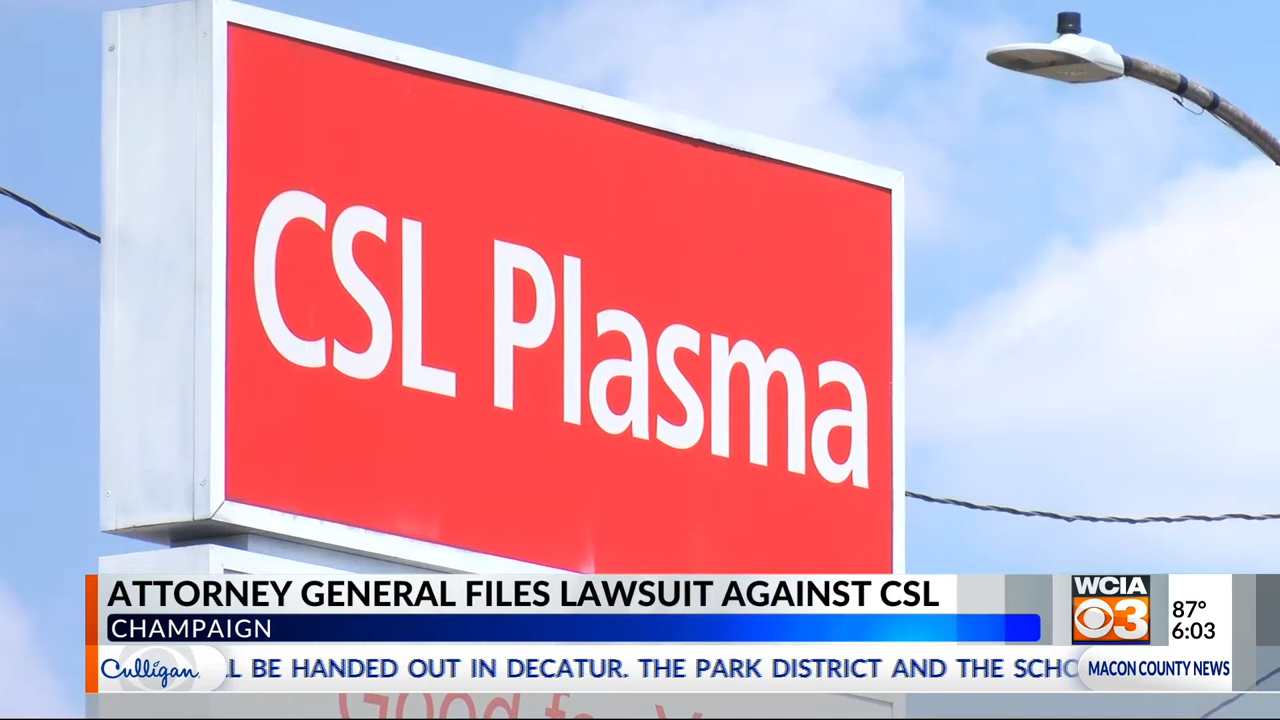 CSL Plasma
ATTORNEY GENERAL FILES LAWSUIT AGAINST CSL
CHAMPAIGN
WCIA
3
87°
6:03
Culligan.
BE HANDED OUT IN DECATUR. THE PARK DISTRICT AND THE SCHO
MACON COUNTY NEWS
Good